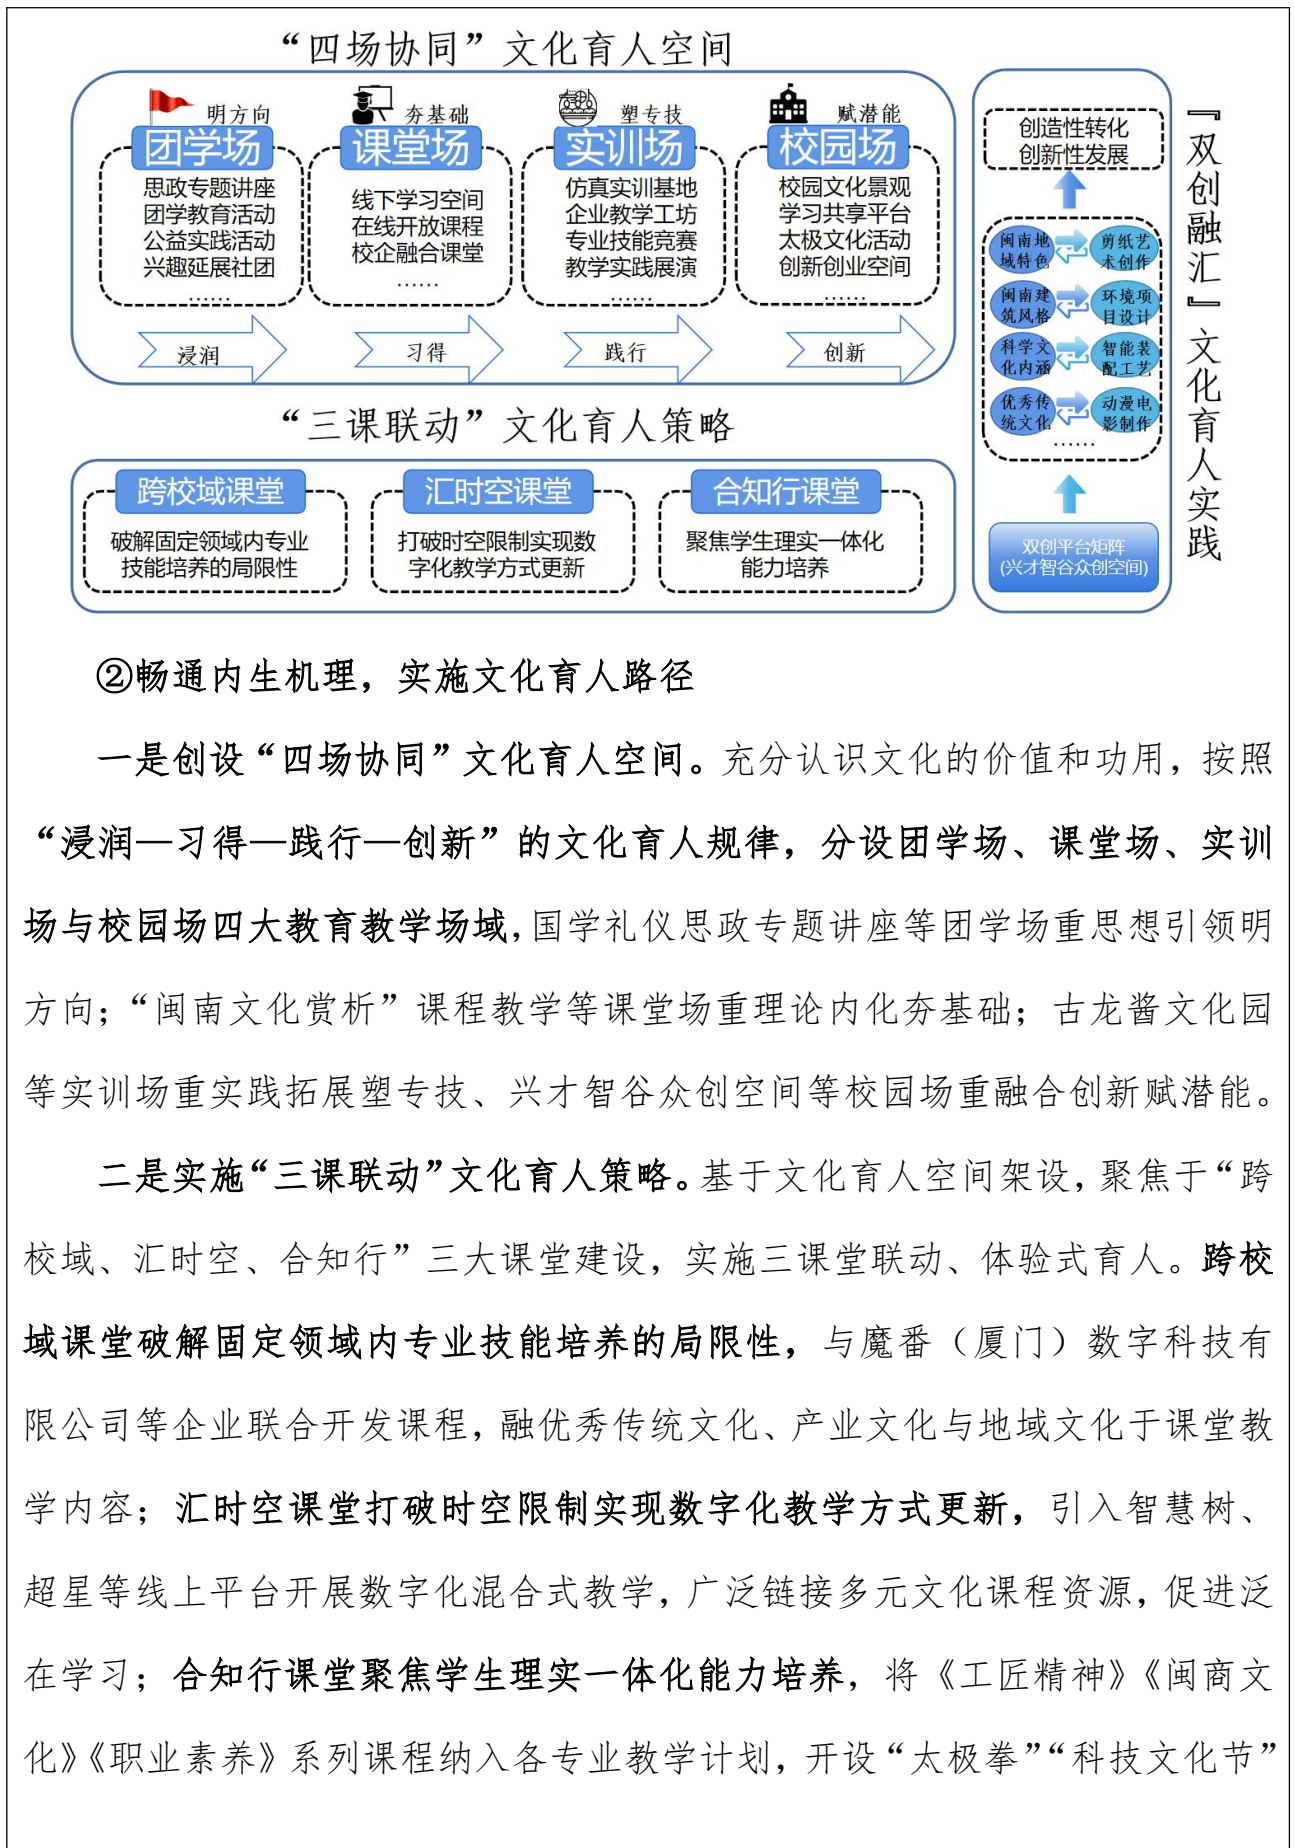 “四场协同”文化育人空间
明方向
团学场
思政专题讲座
团学教育活动
公益实践活动
兴趣延展社团
……
浸润
夯基础
课堂场
线下学习空间
在线开放课程
校企融合课堂
……
习得
塑专技
实训场
仿真实训基地
企业教学工坊
专业技能竞赛
教学实践展演
……
践行
赋潜能
校园场
校园文化景观
学习共享平台
太极文化活动
创新创业空间
……
创新
“三课联动”文化育人策略
跨校域课堂
破解固定领域内专业
技能培养的局限性
汇时空课堂
打破时空限制实现数
字化教学方式更新
合知行课堂
聚焦学生理实一体化
能力培养
创造性转化
创新性发展
闽南地
域特色
剪纸艺
术创作
闽南建
筑风格
环境项
目设计
科学文
化内涵
智能装
配工艺
优秀传
统文化
动漫电
影制作
……
双创平台矩阵
(兴才智谷众创空间)
『双创融汇』文化育人实践
②畅通内生机理，实施文化育人路径
一是创设“四场协同”文化育人空间。充分认识文化的价值和功用，按照
“浸润—习得—践行—创新”的文化育人规律，分设团学场、课堂场、实训
场与校园场四大教育教学场域，国学礼仪思政专题讲座等团学场重思想引领明
方向；“闽南文化赏析”课程教学等课堂场重理论内化夯基础；古龙酱文化园
等实训场重实践拓展塑专技、兴才智谷众创空间等校园场重融合创新赋潜能。
二是实施“三课联动”文化育人策略。基于文化育人空间架设，聚焦于“跨
校域、汇时空、合知行”三大课堂建设，实施三课堂联动、体验式育人。跨校
域课堂破解固定领域内专业技能培养的局限性，与魔番（厦门）数字科技有
限公司等企业联合开发课程，融优秀传统文化、产业文化与地域文化于课堂教
学内容；汇时空课堂打破时空限制实现数字化教学方式更新，引入智慧树、
超星等线上平台开展数字化混合式教学，广泛链接多元文化课程资源，促进泛
在学习；合知行课堂聚焦学生理实一体化能力培养，将《工匠精神》《闽商文
化》《职业素养》系列课程纳入各专业教学计划，开设“太极拳”“科技文化节”